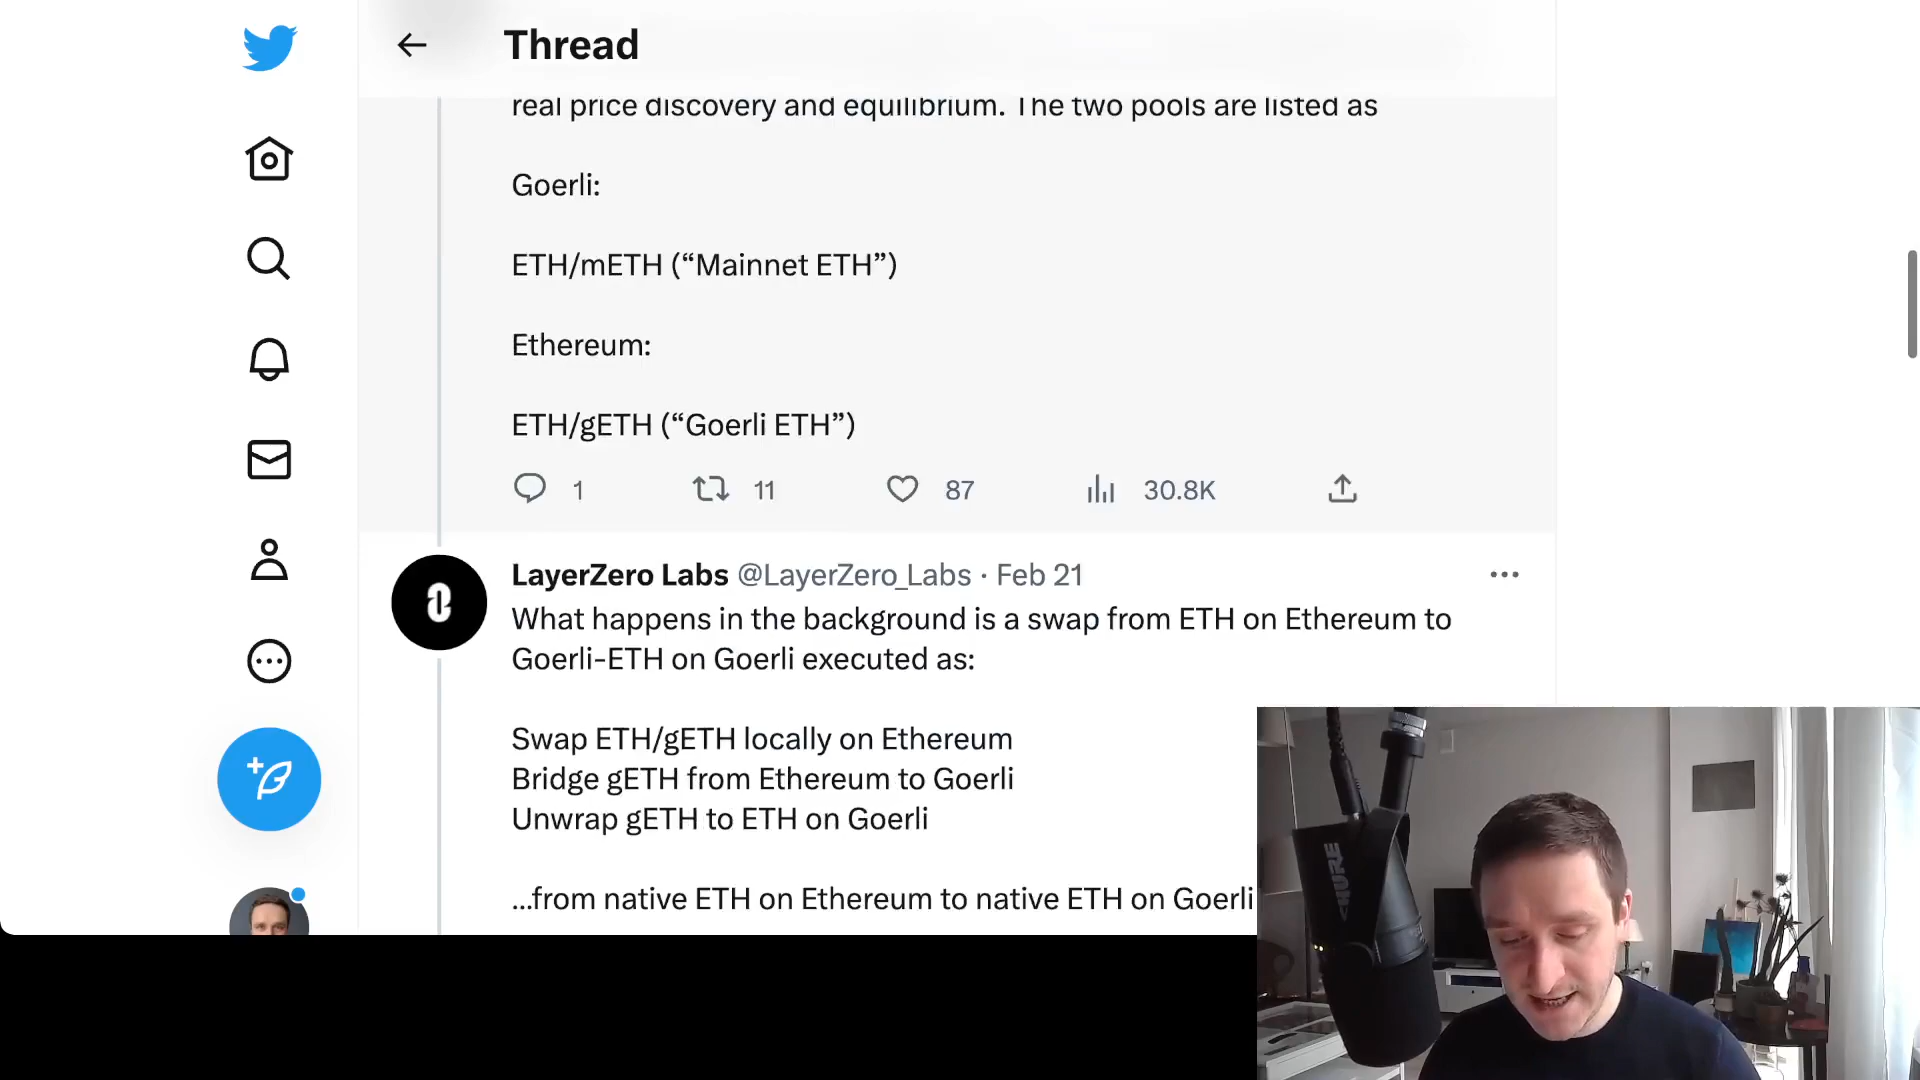 Thread
real price discovery and equilibrium. The two pools are listed as
Goerli:
ETH/mETH (“Mainnet ETH”)
Ethereum:
ETH/gETH (“Goerli ETH”)
1 11 87 30.8K
LayerZero Labs @LayerZero_Labs · Feb 21
What happens in the background is a swap from ETH on Ethereum to
Goerli-ETH on Goerli executed as:
Swap ETH/gETH locally on Ethereum
Bridge gETH from Ethereum to Goerli
Unwrap gETH to ETH on Goerli
...from native ETH on Ethereum to native ETH on Goerli
SHURE